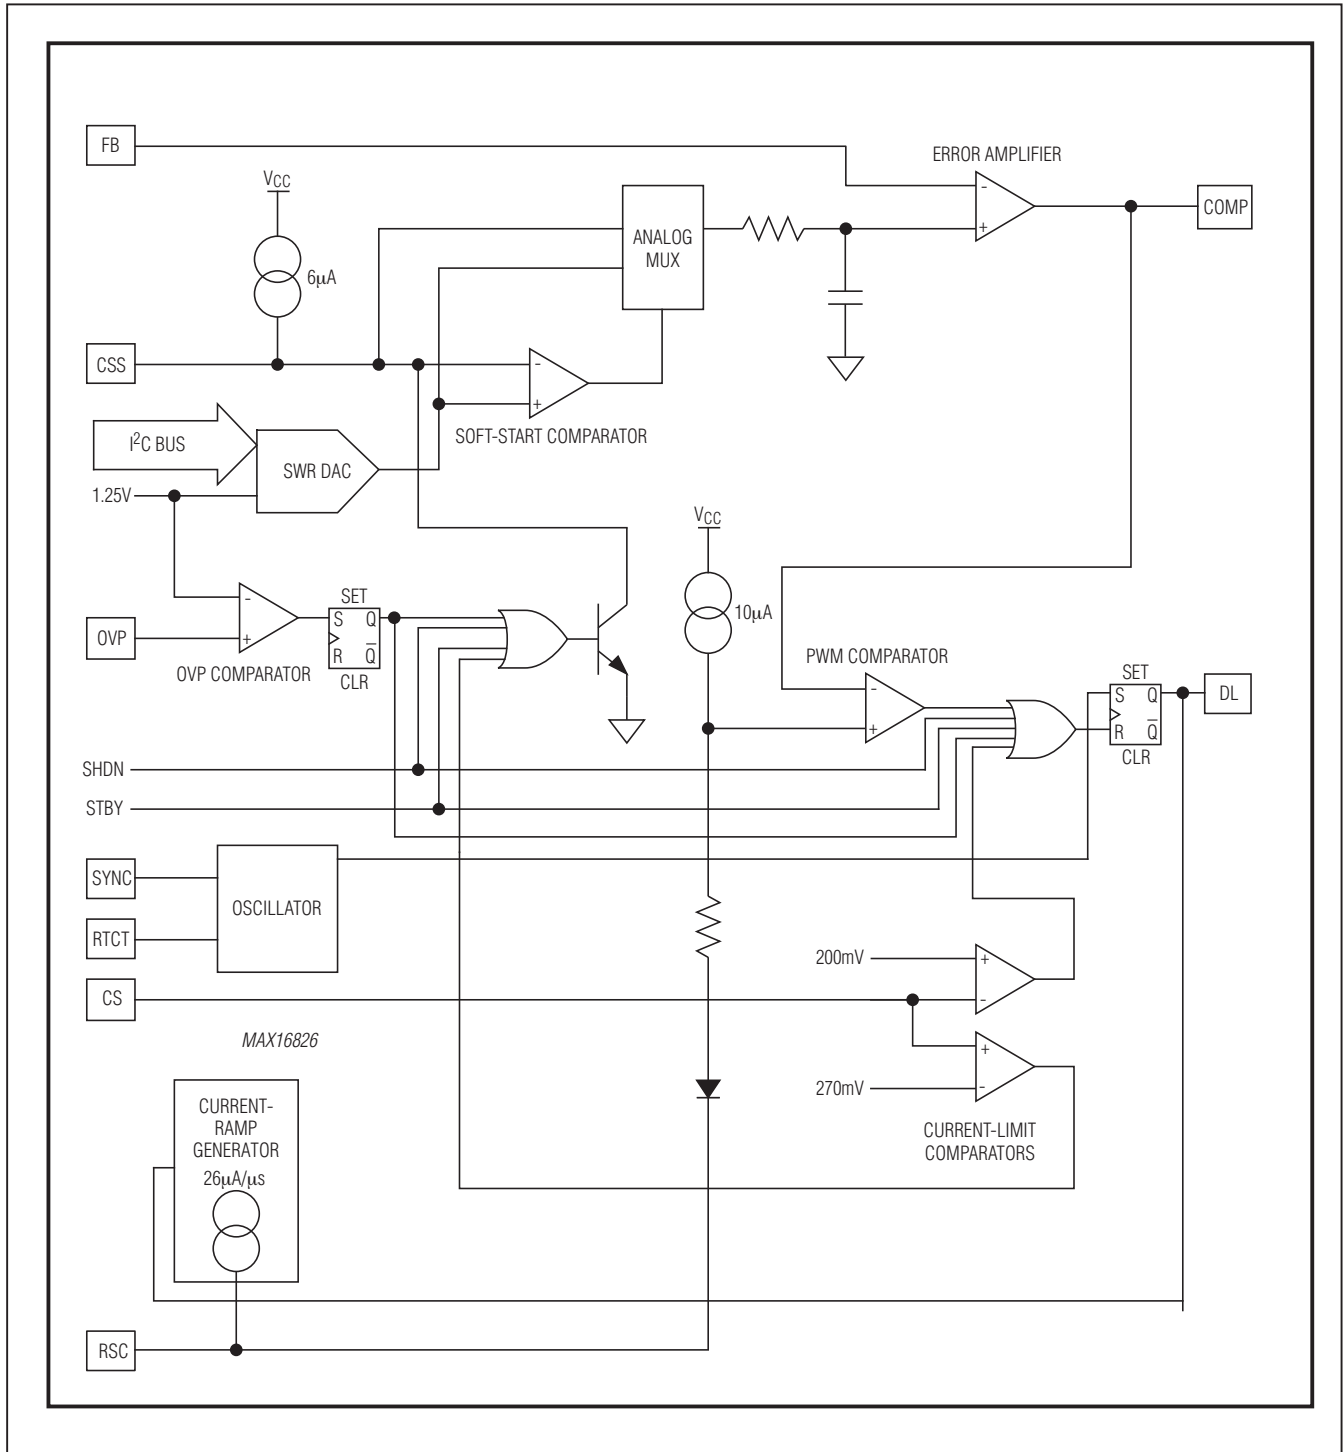 FB
ERROR AMPLIFIER
VCC
-
+
COMP
ANALOG
MUX
6μA
CSS
-
+
SOFT-START COMPARATOR
I²C BUS
SWR DAC
1.25V
VCC
10μA
SET
S Q
R Q̅
CLR
-
+
OVP
OVP COMPARATOR
PWM COMPARATOR
-
+
SET
S Q
R Q̅
CLR
DL
SHDN
STBY
SYNC
OSCILLATOR
RTCT
200mV
+
-
CS
MAX16826
+
-
270mV
CURRENT-LIMIT
COMPARATORS
CURRENT-
RAMP
GENERATOR
26μA/μs
RSC